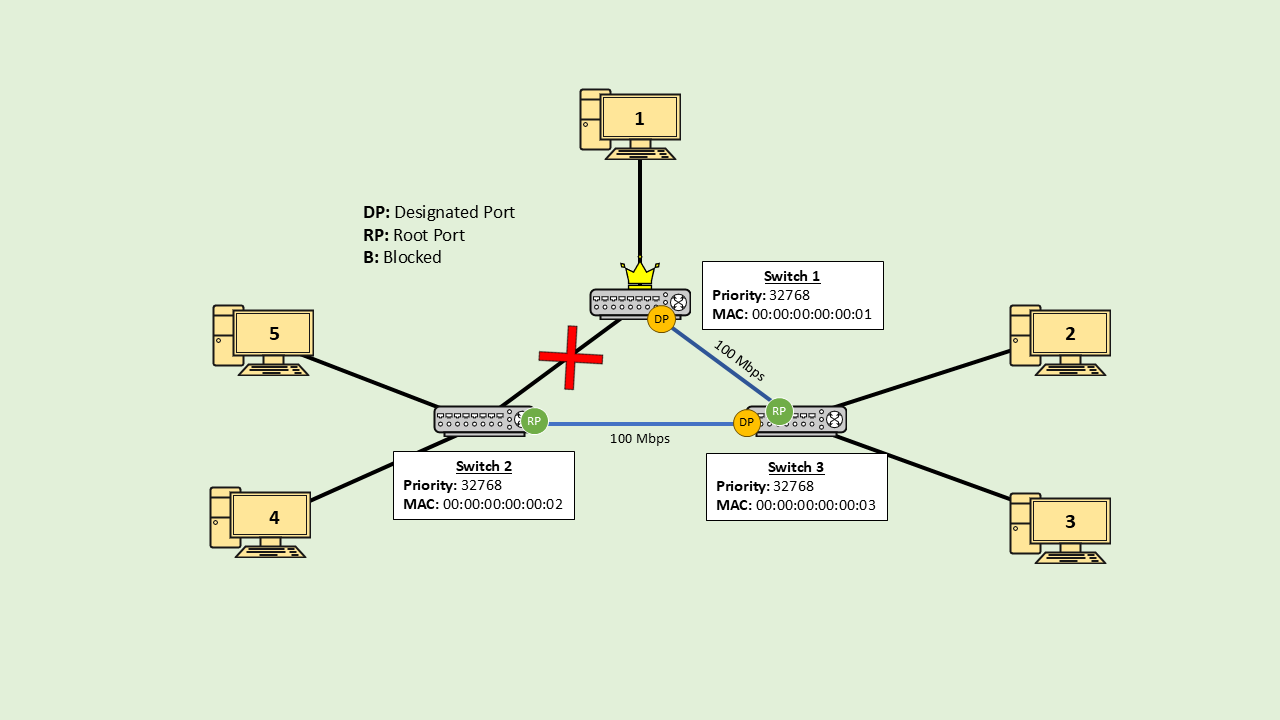 1
DP: Designated Port
RP: Root Port
B: Blocked
Switch 1
Priority: 32768
MAC: 00:00:00:00:00:01
DP
100 Mbps
5
2
RP
DP
RP
100 Mbps
Switch 2
Priority: 32768
MAC: 00:00:00:00:00:02
Switch 3
Priority: 32768
MAC: 00:00:00:00:00:03
4
3